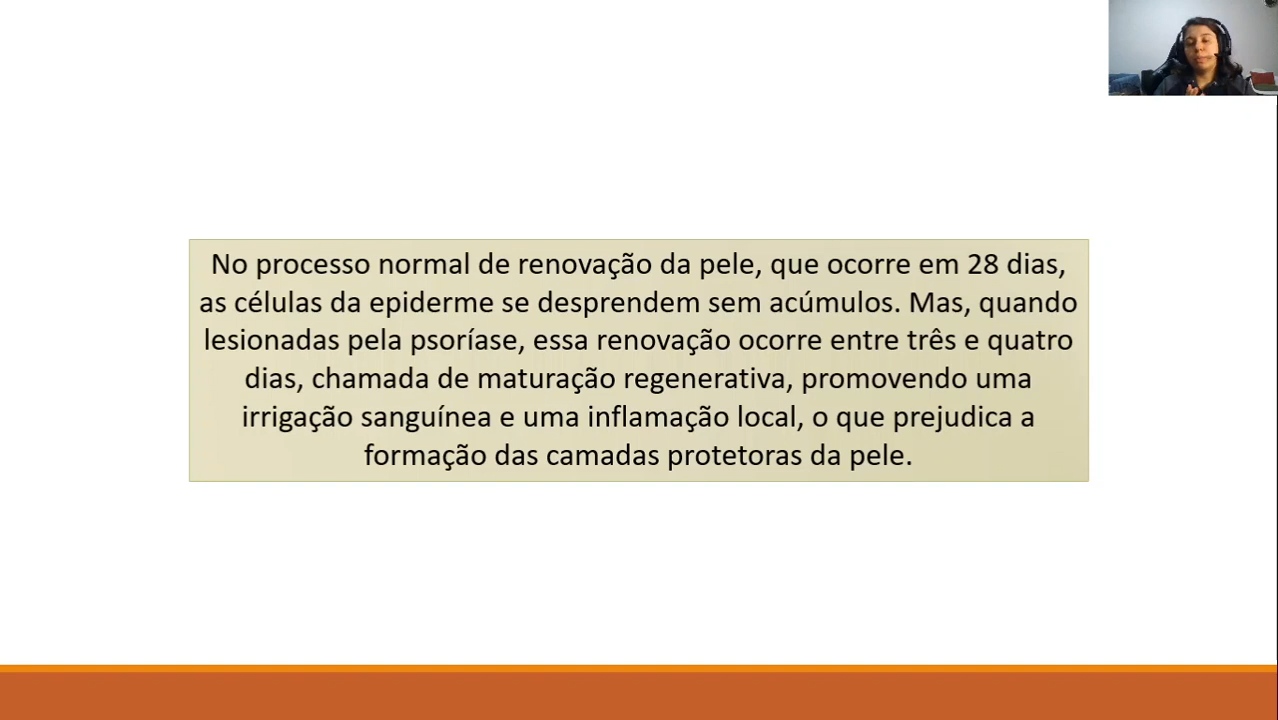 No processo normal de renovação da pele, que ocorre em 28 dias,
as células da epiderme se desprendem sem acúmulos. Mas, quando
lesionadas pela psoríase, essa renovação ocorre entre três e quatro
dias, chamada de maturação regenerativa, promovendo uma
irrigação sanguínea e uma inflamação local, o que prejudica a
formação das camadas protetoras da pele.